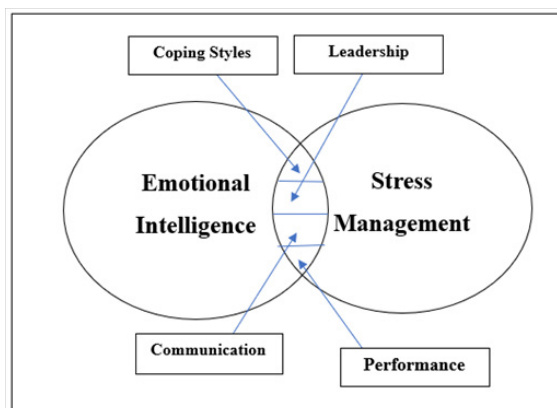 Coping Styles
Leadership
Emotional
Intelligence
Stress
Management
Communication
Performance